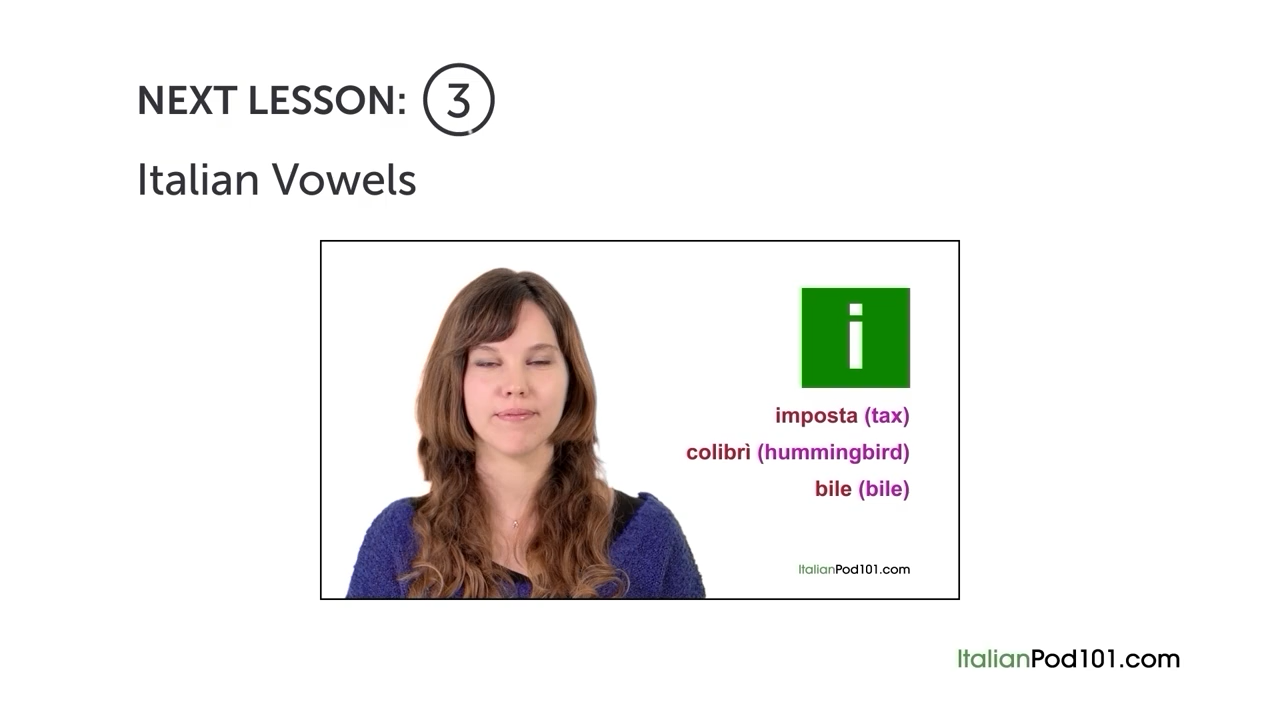 NEXT LESSON: 3
Italian Vowels
i
imposta (tax)
colibrì (hummingbird)
bile (bile)
ItalianPod101.com
ItalianPod101.com